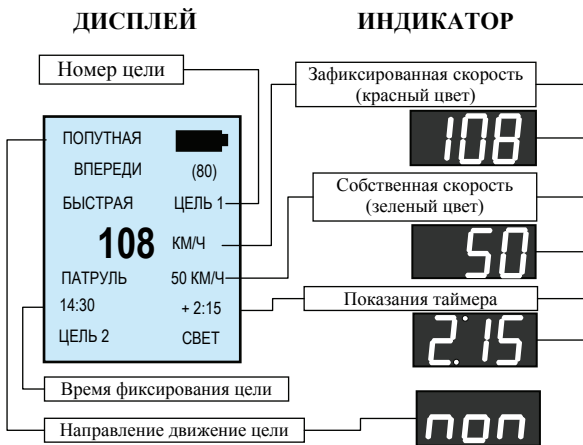 ДИСПЛЕЙ
ИНДИКАТОР
Номер цели
Зафиксированная скорость
(красный цвет)
108
ПОПУТНАЯ
ВПЕРЕДИ (80)
БЫСТРАЯ ЦЕЛЬ 1
108 КМ/Ч
ПАТРУЛЬ 50 КМ/Ч
14:30 + 2:15
ЦЕЛЬ 2 СВЕТ
Собственная скорость
(зеленый цвет)
50
Показания таймера
2:15
Время фиксирования цели
Направление движение цели
поп